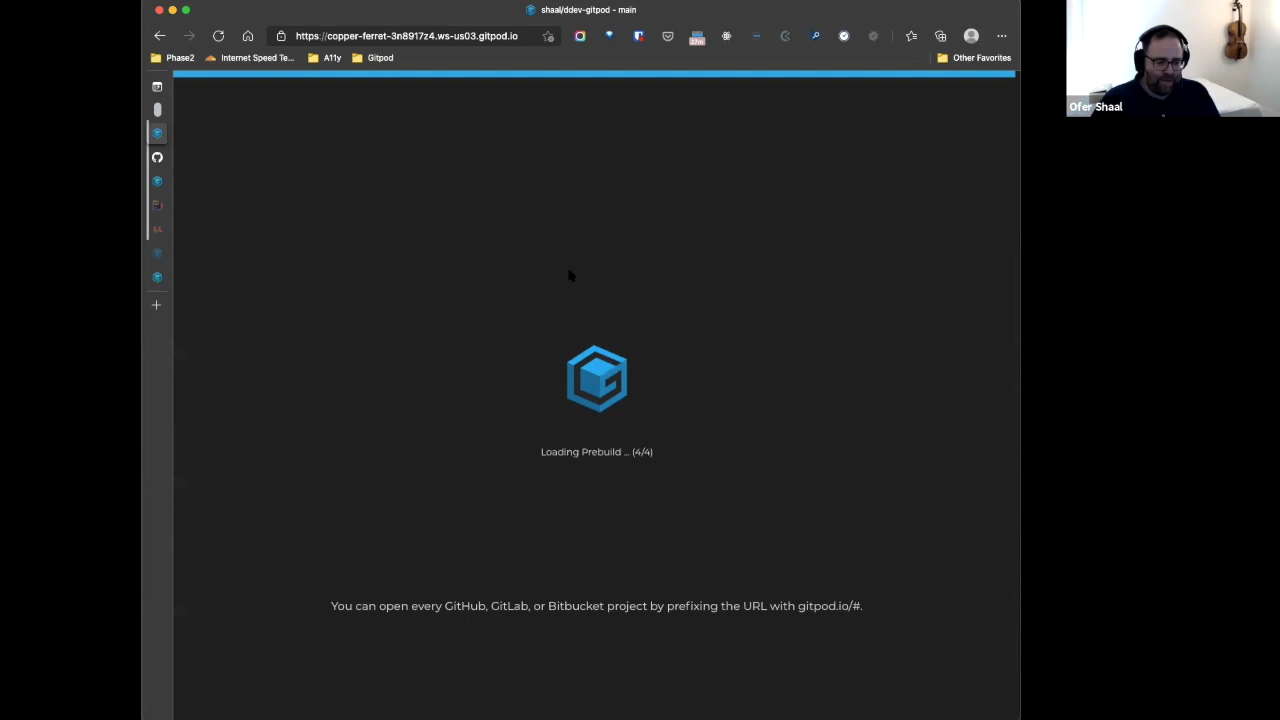 shaal/ddev-gitpod - main
https://copper-ferret-3n8917z4.ws-us03.gitpod.io
27m
Phase2
Internet Speed Te...
A11y
Gitpod
Other Favorites
Ofer Shaal
Loading Prebuild ... (4/4)
You can open every GitHub, GitLab, or Bitbucket project by prefixing the URL with gitpod.io/#.